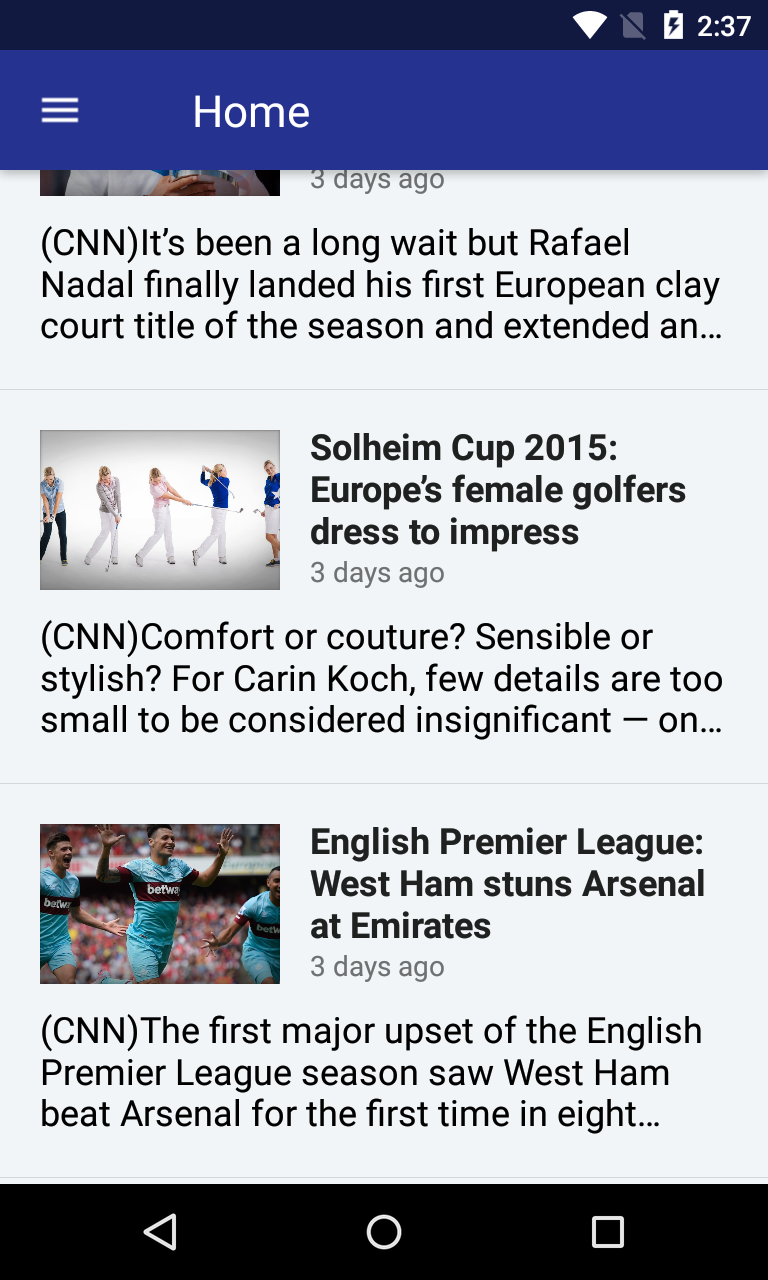 2:37
Home
3 days ago
(CNN)It’s been a long wait but Rafael
Nadal finally landed his first European clay
court title of the season and extended an…
Solheim Cup 2015:
Europe’s female golfers
dress to impress
3 days ago
(CNN)Comfort or couture? Sensible or
stylish? For Carin Koch, few details are too
small to be considered insignificant — on…
English Premier League:
West Ham stuns Arsenal
at Emirates
3 days ago
betway
betw
betw
(CNN)The first major upset of the English
Premier League season saw West Ham
beat Arsenal for the first time in eight…